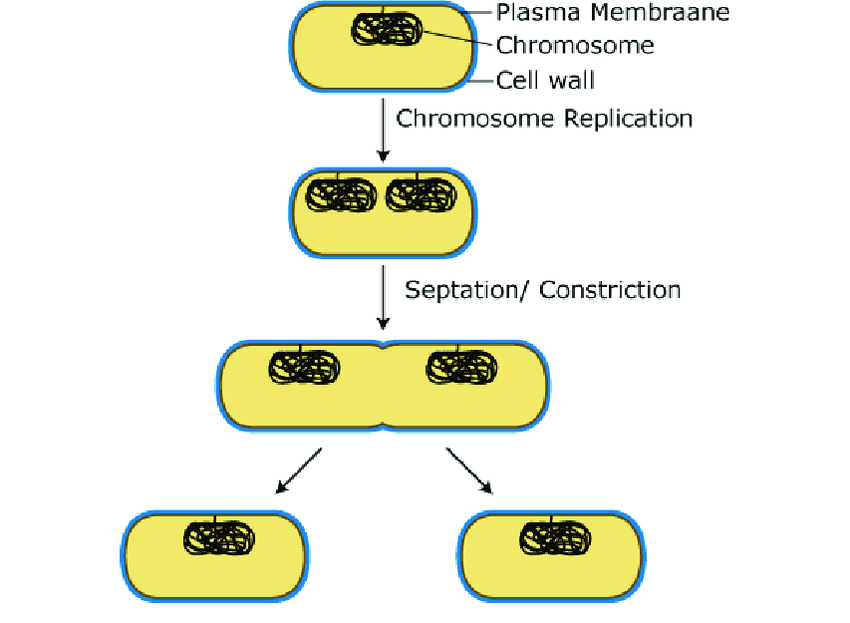 Plasma Membraane
Chromosome
Cell wall
Chromosome Replication
Septation/ Constriction